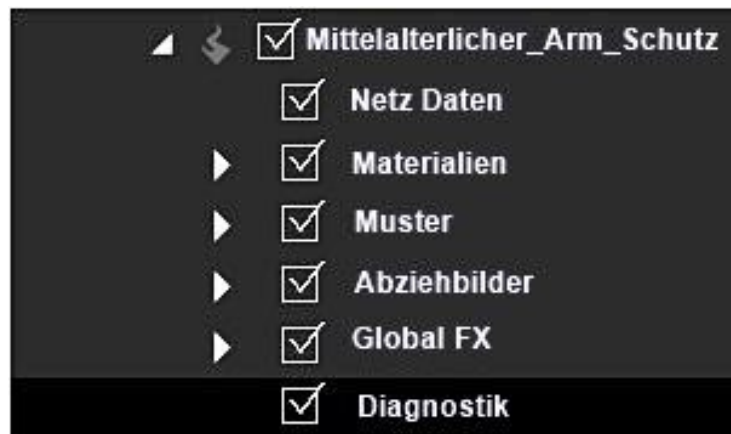 Mittelalterlicher_Arm_Schutz
Netz Daten
Materialien
Muster
Abziehbilder
Global FX
Diagnostik